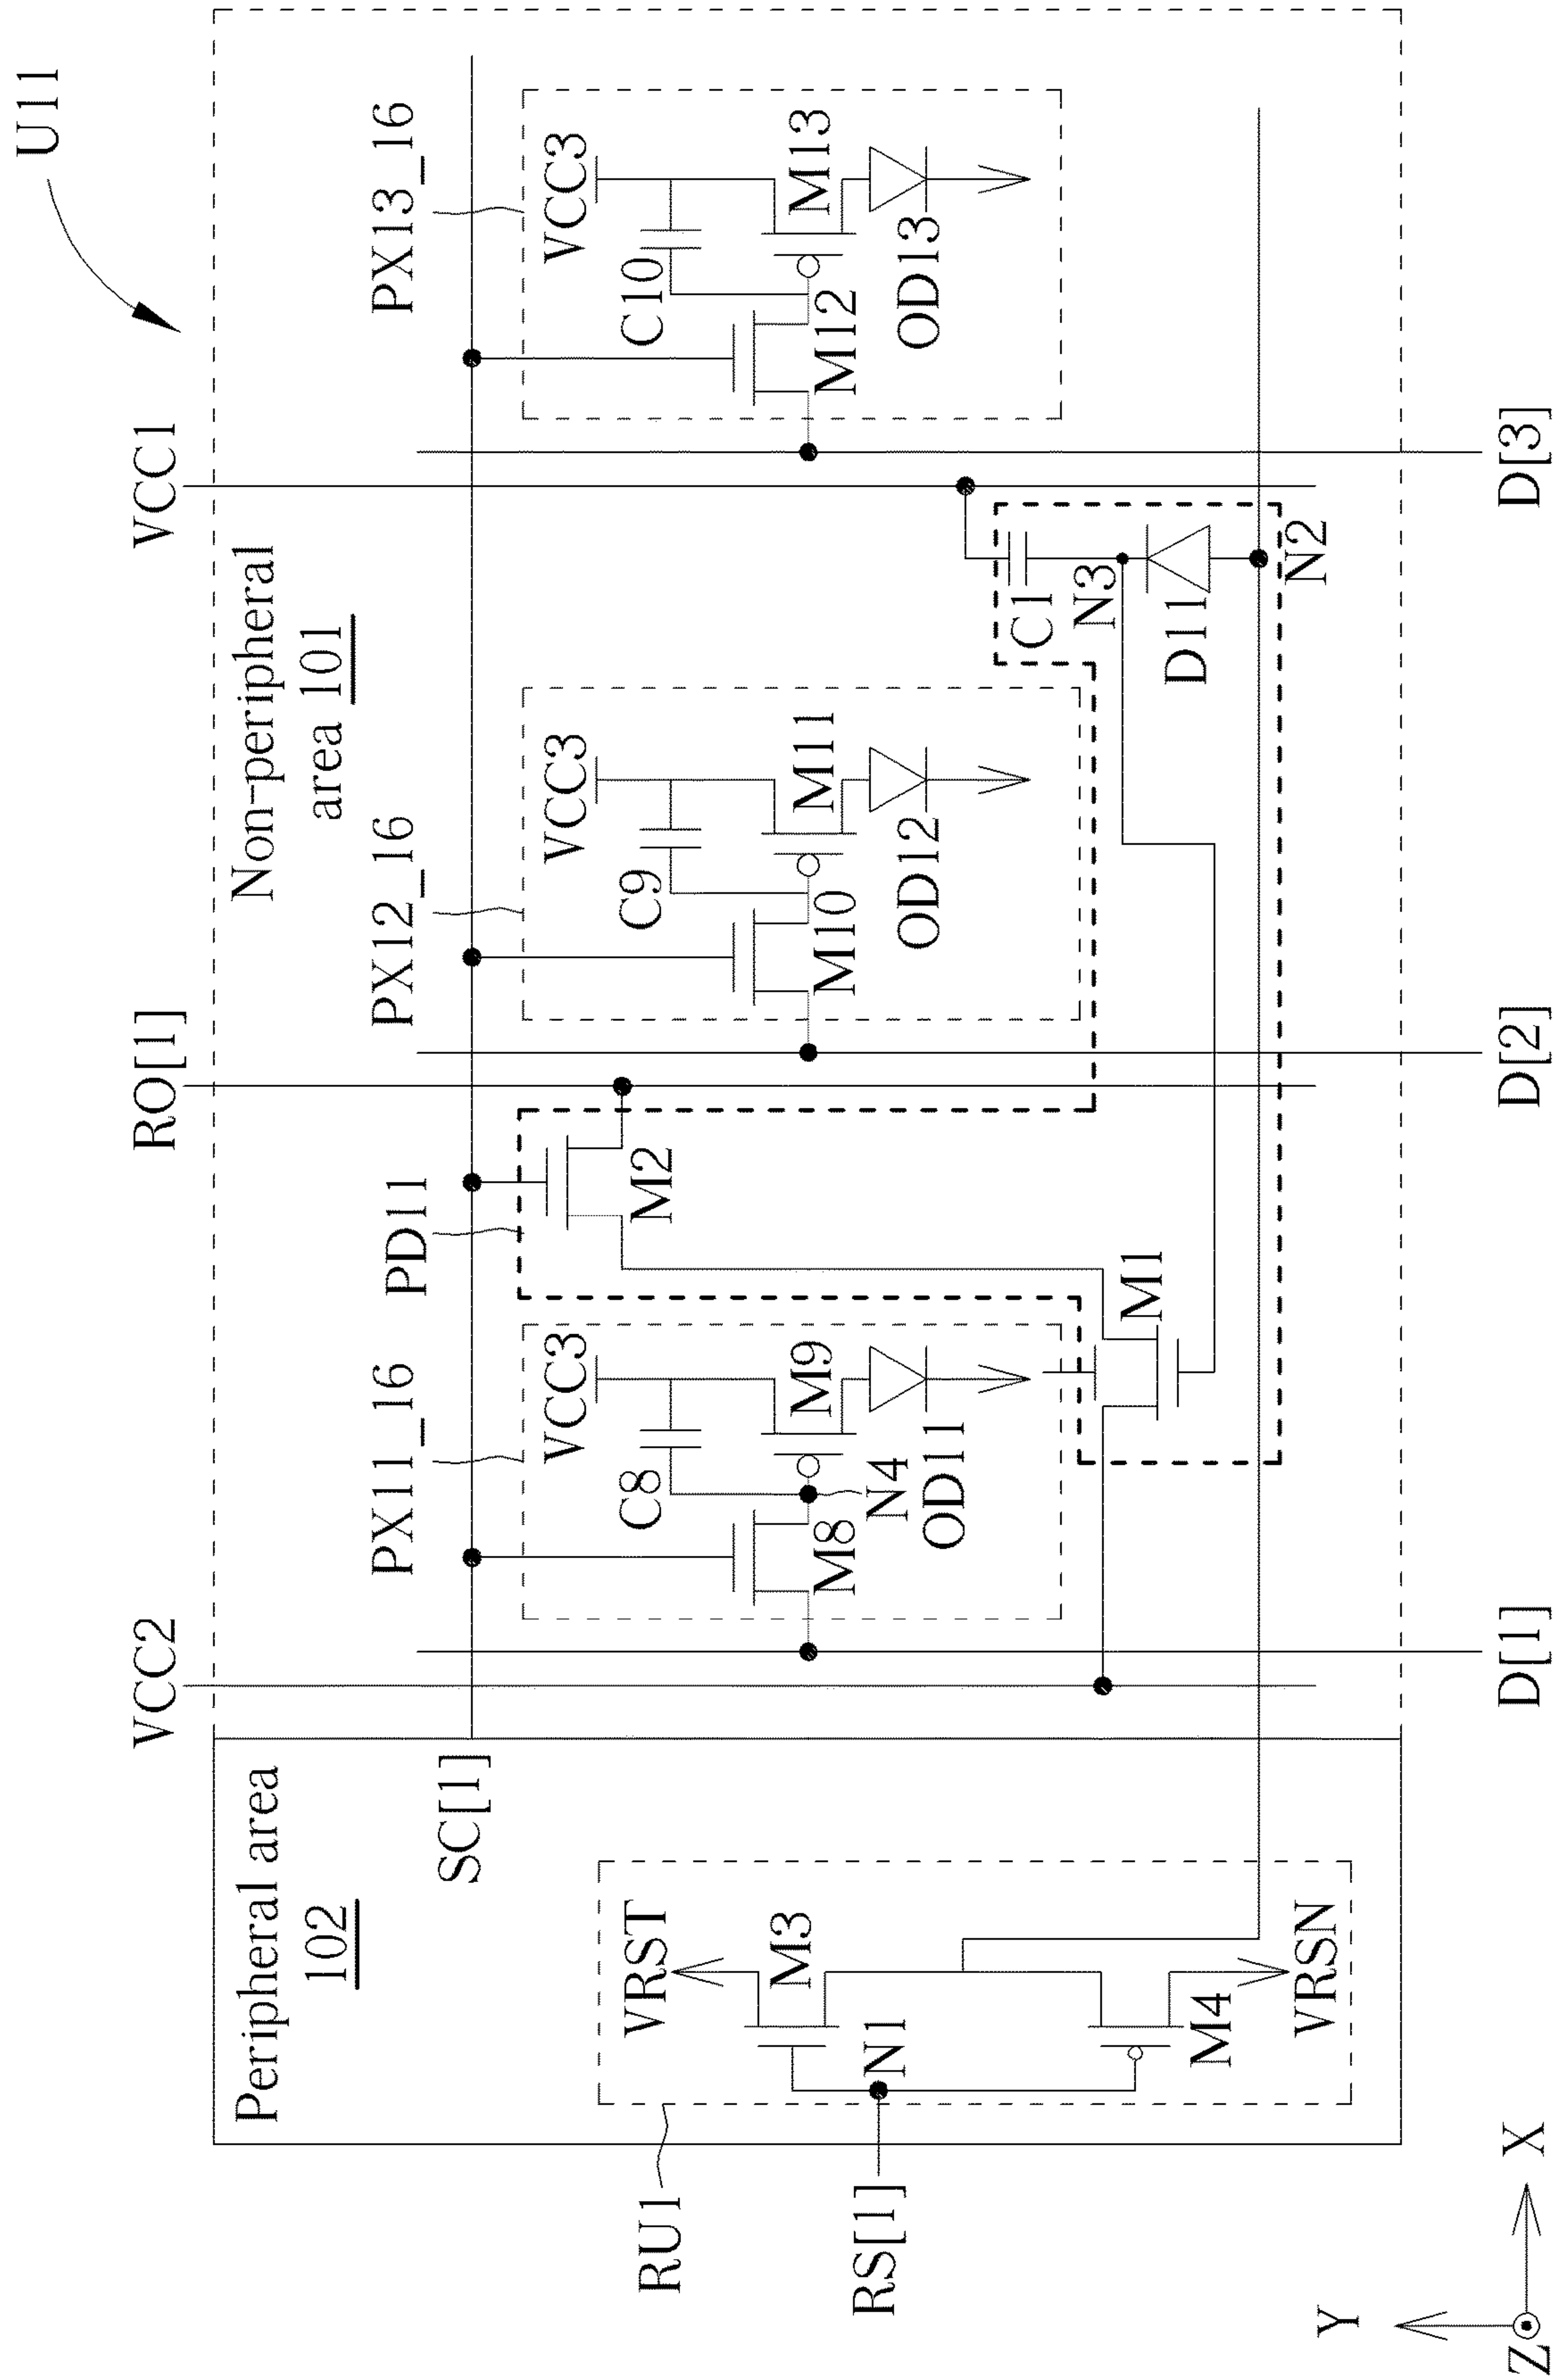 U11
VCC2
RO[1]
VCC1
Peripheral area
102
Non-peripheral
area 101
PX11_16
PD11
PX12_16
PX13_16
SC[1]
VCC3
VCC3
VCC3
C8
M2
C9
C10
RU1
VRST
M3
M8
M9
M10
M11
M12
M13
RS[1]
N1
N4
OD11
OD12
OD13
C1
N3
M1
D11
M4
VRSN
N2
D[1]
D[2]
D[3]
Y
Z
X